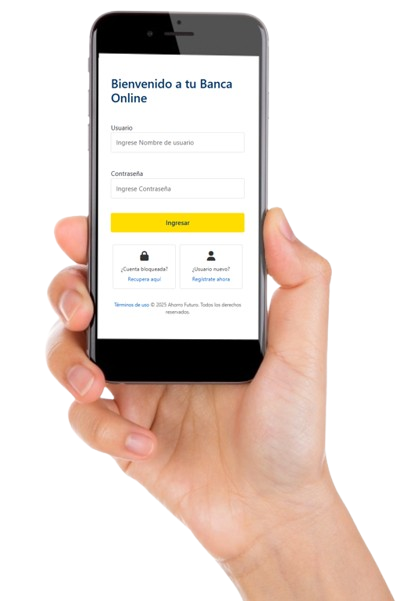 Bienvenido a tu Banca
Online
Usuario
Ingrese Nombre de usuario
Contraseña
Ingrese Contraseña
Ingresar
¿Cuenta bloqueada?
Recupera aquí
¿Usuario nuevo?
Regístrate ahora
Términos de uso © 2025 Ahorro Futuro. Todos los derechos
reservados.